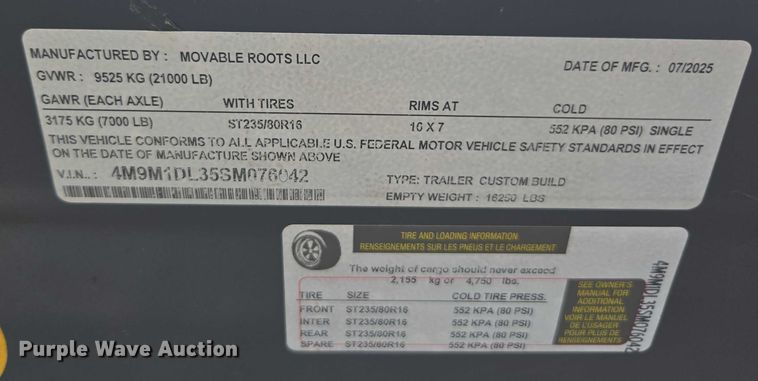 MANUFACTURED BY : MOVABLE ROOTS LLC
DATE OF MFG. : 07/2025
GVWR : 9525 KG (21000 LB)
GAWR (EACH AXLE) WITH TIRES RIMS AT COLD
3175 KG (7000 LB) ST235/80R16 16 X 7 552 KPA (80 PSI) SINGLE
THIS VEHICLE CONFORMS TO ALL APPLICABLE U.S. FEDERAL MOTOR VEHICLE SAFETY STANDARDS IN EFFECT
ON THE DATE OF MANUFACTURE SHOWN ABOVE
V.I.N.. : 4M9M1DL35SM076042
TYPE: TRAILER CUSTOM BUILD
EMPTY WEIGHT : 16250 LBS
TIRE AND LOADING INFORMATION
RENSEIGNEMENTS SUR LES PNEUS ET LE CHARGEMENT
The weight of cargo should never exceed
2,155 kg or 4,750 lbs.
TIRE SIZE COLD TIRE PRESS.
FRONT ST235/80R16 552 KPA (80 PSI)
INTER ST235/80R16 552 KPA (80 PSI)
REAR ST235/80R16 552 KPA (80 PSI)
SPARE ST235/80R16 552 KPA (80 PSI)
SEE OWNER'S
MANUAL FOR
ADDITIONAL
INFORMATION
VOIR LE MANUEL
DE L'USAGER
POUR PLUS DE
RENSEIGNEMENTS
4M9M1DL35SM076042
Purple Wave Auction